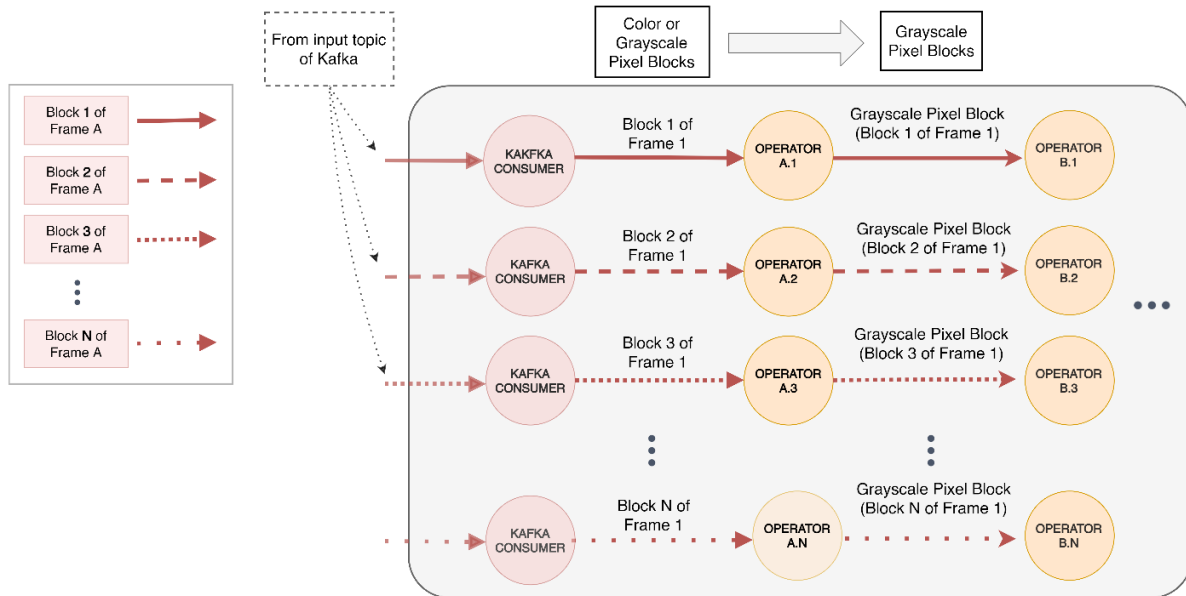 From input topic
of Kafka
Color or
Grayscale
Pixel Blocks
Grayscale
Pixel Blocks
Block 1 of
Frame A
Block 2 of
Frame A
Block 3 of
Frame A
Block N of
Frame A
KAKFKA
CONSUMER
Block 1 of
Frame 1
OPERATOR
A.1
Grayscale Pixel Block
(Block 1 of Frame 1)
OPERATOR
B.1
KAFKA
CONSUMER
Block 2 of
Frame 1
OPERATOR
A.2
Grayscale Pixel Block
(Block 2 of Frame 1)
OPERATOR
B.2
KAFKA
CONSUMER
Block 3 of
Frame 1
OPERATOR
A.3
Grayscale Pixel Block
(Block 3 of Frame 1)
OPERATOR
B.3
KAFKA
CONSUMER
Block N of
Frame 1
OPERATOR
A.N
Grayscale Pixel Block
(Block N of Frame 1)
OPERATOR
B.N